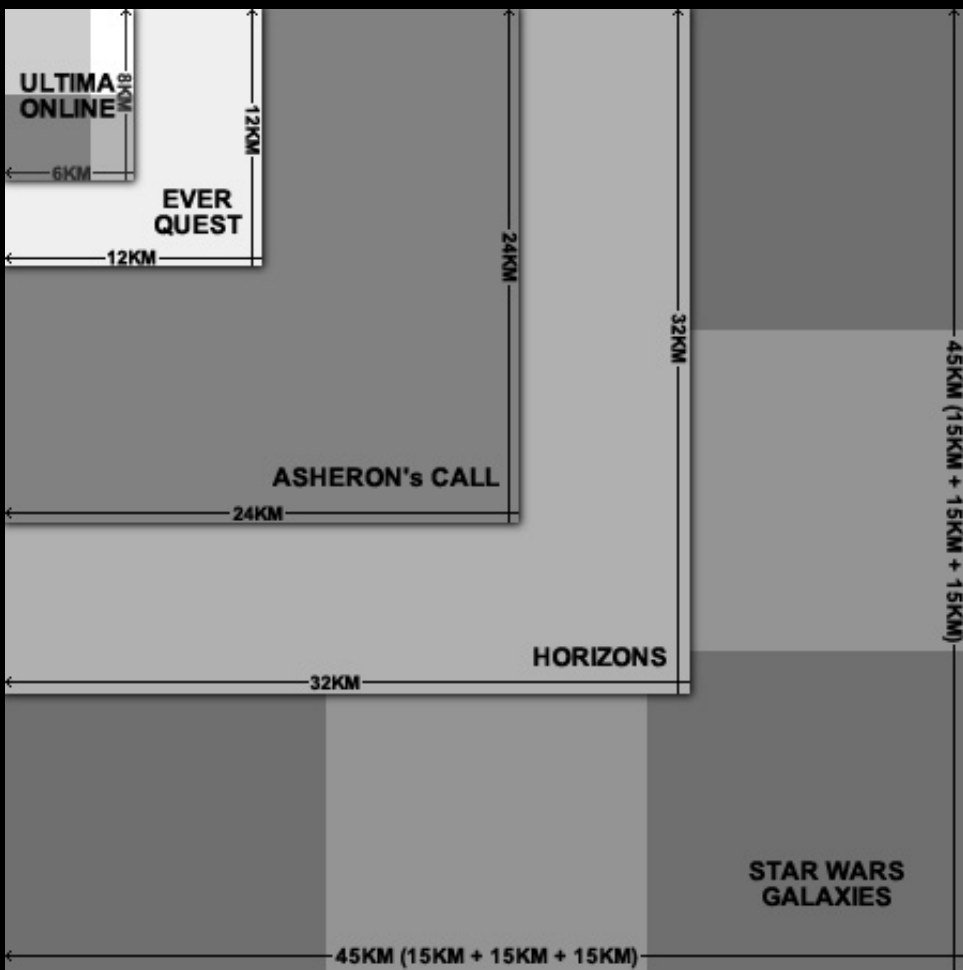 ULTIMA
ONLINE
8KM
6KM
EVER
QUEST
12KM
12KM
ASHERON's CALL
24KM
24KM
HORIZONS
32KM
32KM
STAR WARS
GALAXIES
45KM (15KM + 15KM + 15KM)
45KM (15KM + 15KM + 15KM)